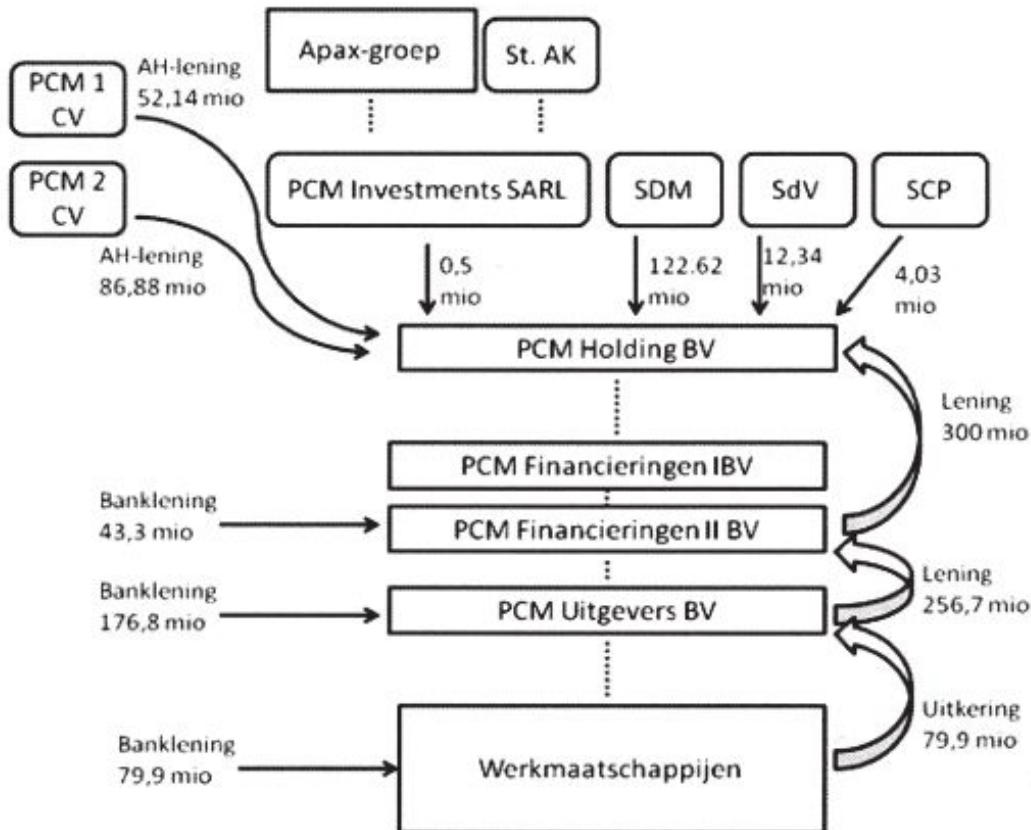 Apax-groep
St. AK
PCM 1
CV
AH-lening
52,14 mio
PCM 2
CV
AH-lening
86,88 mio
PCM Investments SARL
SDM
SdV
SCP
0,5
mio
122.62
mio
12,34
mio
4,03
mio
PCM Holding BV
Lening
300 mio
PCM Financieringen IBV
Banklening
43,3 mio
PCM Financieringen II BV
Lening
256,7 mio
Banklening
176,8 mio
PCM Uitgevers BV
Uitkering
79,9 mio
Banklening
79,9 mio
Werkmaatschappijen